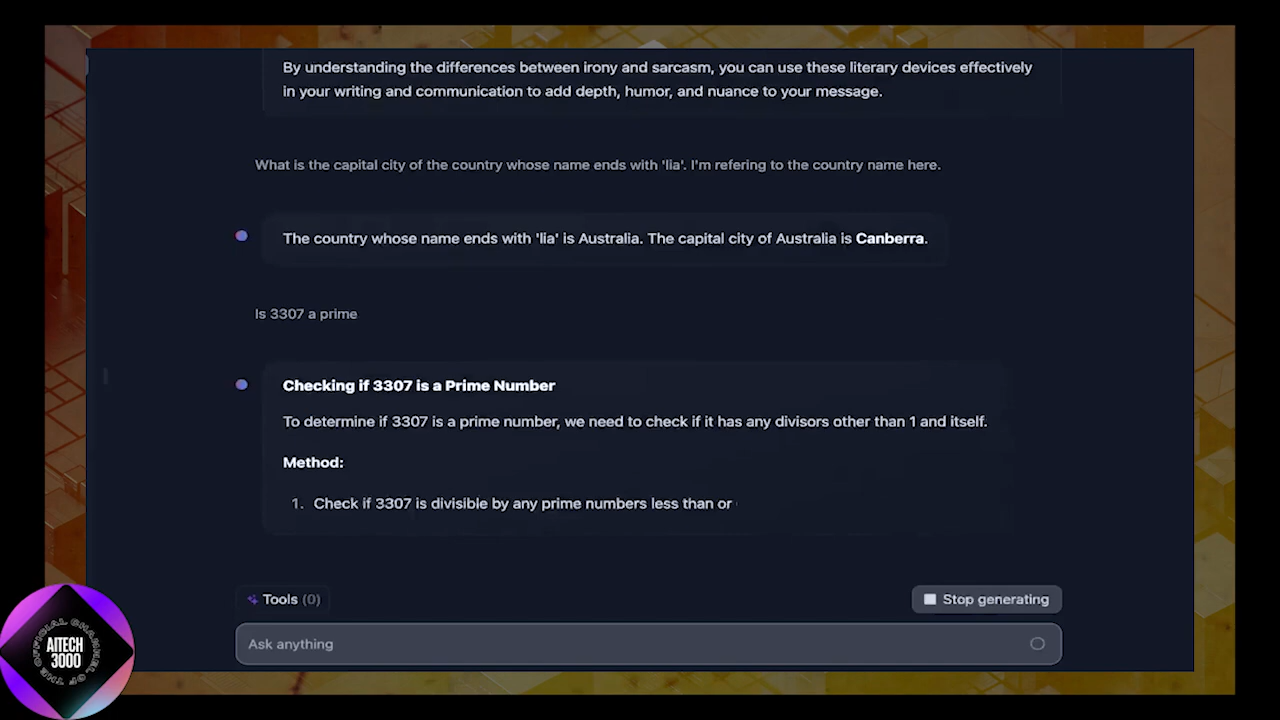 By understanding the differences between irony and sarcasm, you can use these literary devices effectively
in your writing and communication to add depth, humor, and nuance to your message.
What is the capital city of the country whose name ends with 'lia'. I'm refering to the country name here.
The country whose name ends with 'lia' is Australia. The capital city of Australia is Canberra.
Is 3307 a prime
Checking if 3307 is a Prime Number
To determine if 3307 is a prime number, we need to check if it has any divisors other than 1 and itself.
Method:
1. Check if 3307 is divisible by any prime numbers less than or
Tools (0)
Stop generating
Ask anything
THE OFFICIAL CHANNEL OF
AITECH
3000